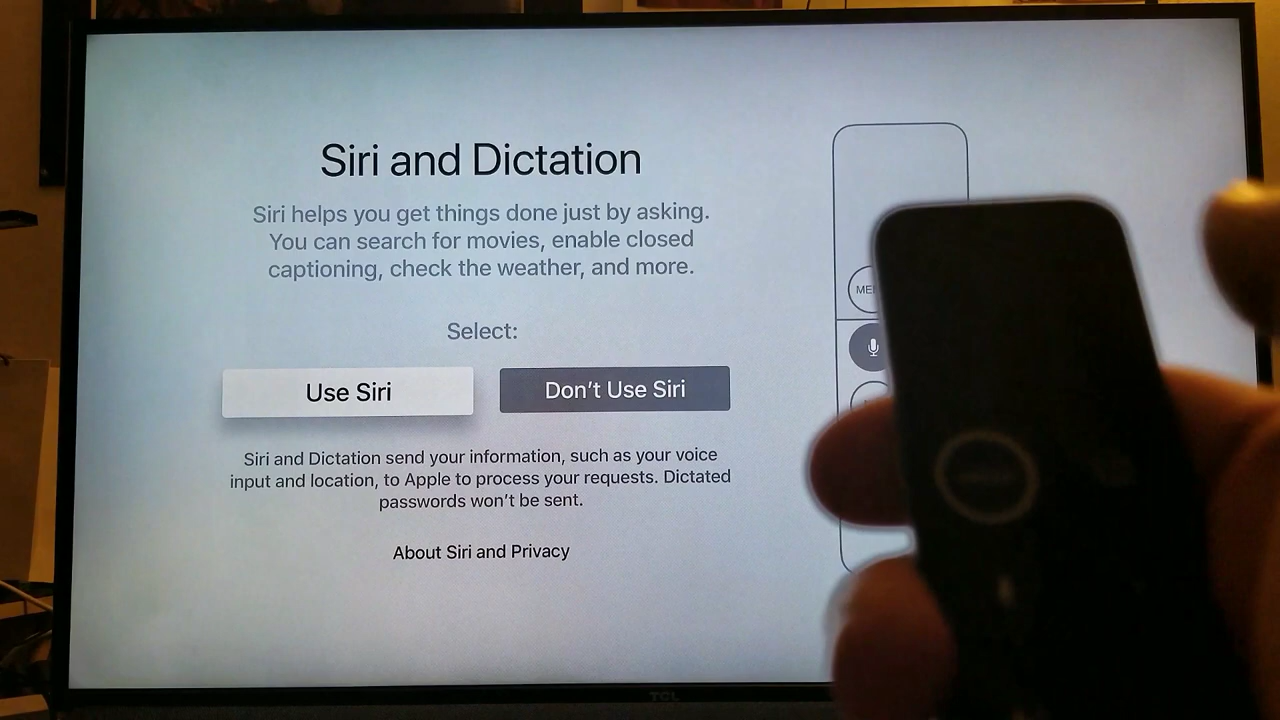 Siri and Dictation
Siri helps you get things done just by asking.
You can search for movies, enable closed
captioning, check the weather, and more.
Select:
Use Siri
Don't Use Siri
Siri and Dictation send your information, such as your voice
input and location, to Apple to process your requests. Dictated
passwords won't be sent.
About Siri and Privacy
TCL